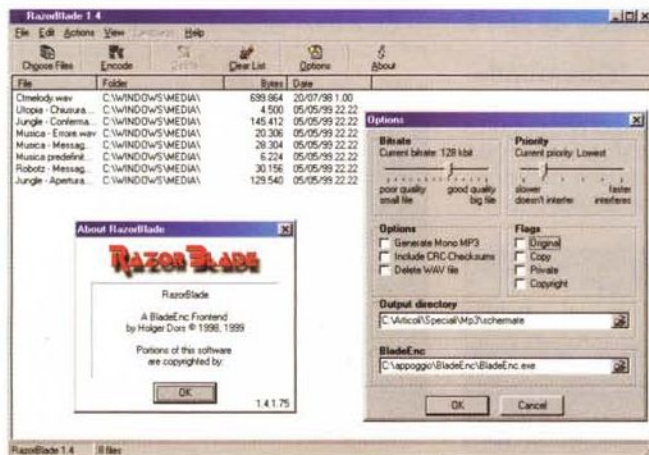 RazorBlade 1.4
File Edit Actions View Language Help
Choose Files Encode Delete Clear List Options About
File Folder Bytes Date
Ctmelody.wav C:\WINDOWS\MEDIA\ 699.864 20/07/98 1.00
Utopia - Chiusura... C:\WINDOWS\MEDIA\ 4.500 05/05/99 22.22
Jungle - Conferma... C:\WINDOWS\MEDIA\ 145.412 05/05/99 22.22
Musica - Errore.wav C:\WINDOWS\MEDIA\ 20.306 05/05/99 22.22
Musica - Messag... C:\WINDOWS\MEDIA\ 28.304 05/05/99 22.22
Musica predefinit... C:\WINDOWS\MEDIA\ 6.224 05/05/99 22.22
Robotz - Messag... C:\WINDOWS\MEDIA\ 30.156 05/05/99 22.22
Jungle - Apertura... C:\WINDOWS\MEDIA\ 129.540 05/05/99 22.22
About RazorBlade
RAZOR BLADE
RazorBlade
A BladeEnc Frontend
by Holger Dors © 1998, 1999
Portions of this software
are copyrighted by:
OK
1.4.1.75
Options
Bitrate
Current bitrate: 128 kbit
poor quality good quality
small file big file
Priority
Current priority: Lowest
slower faster
doesn't interfer interferes
Options
Generate Mono MP3
Include CRC-Checksums
Delete WAV file
Flags
Original
Copy
Private
Copyright
Output directory
C:\Articoli\Speciali\Mp3\schermate
BladeEnc
C:\appoggio\BladeEnc\BladeEnc.exe
OK Cancel
RazorBlade 1.4 8 files